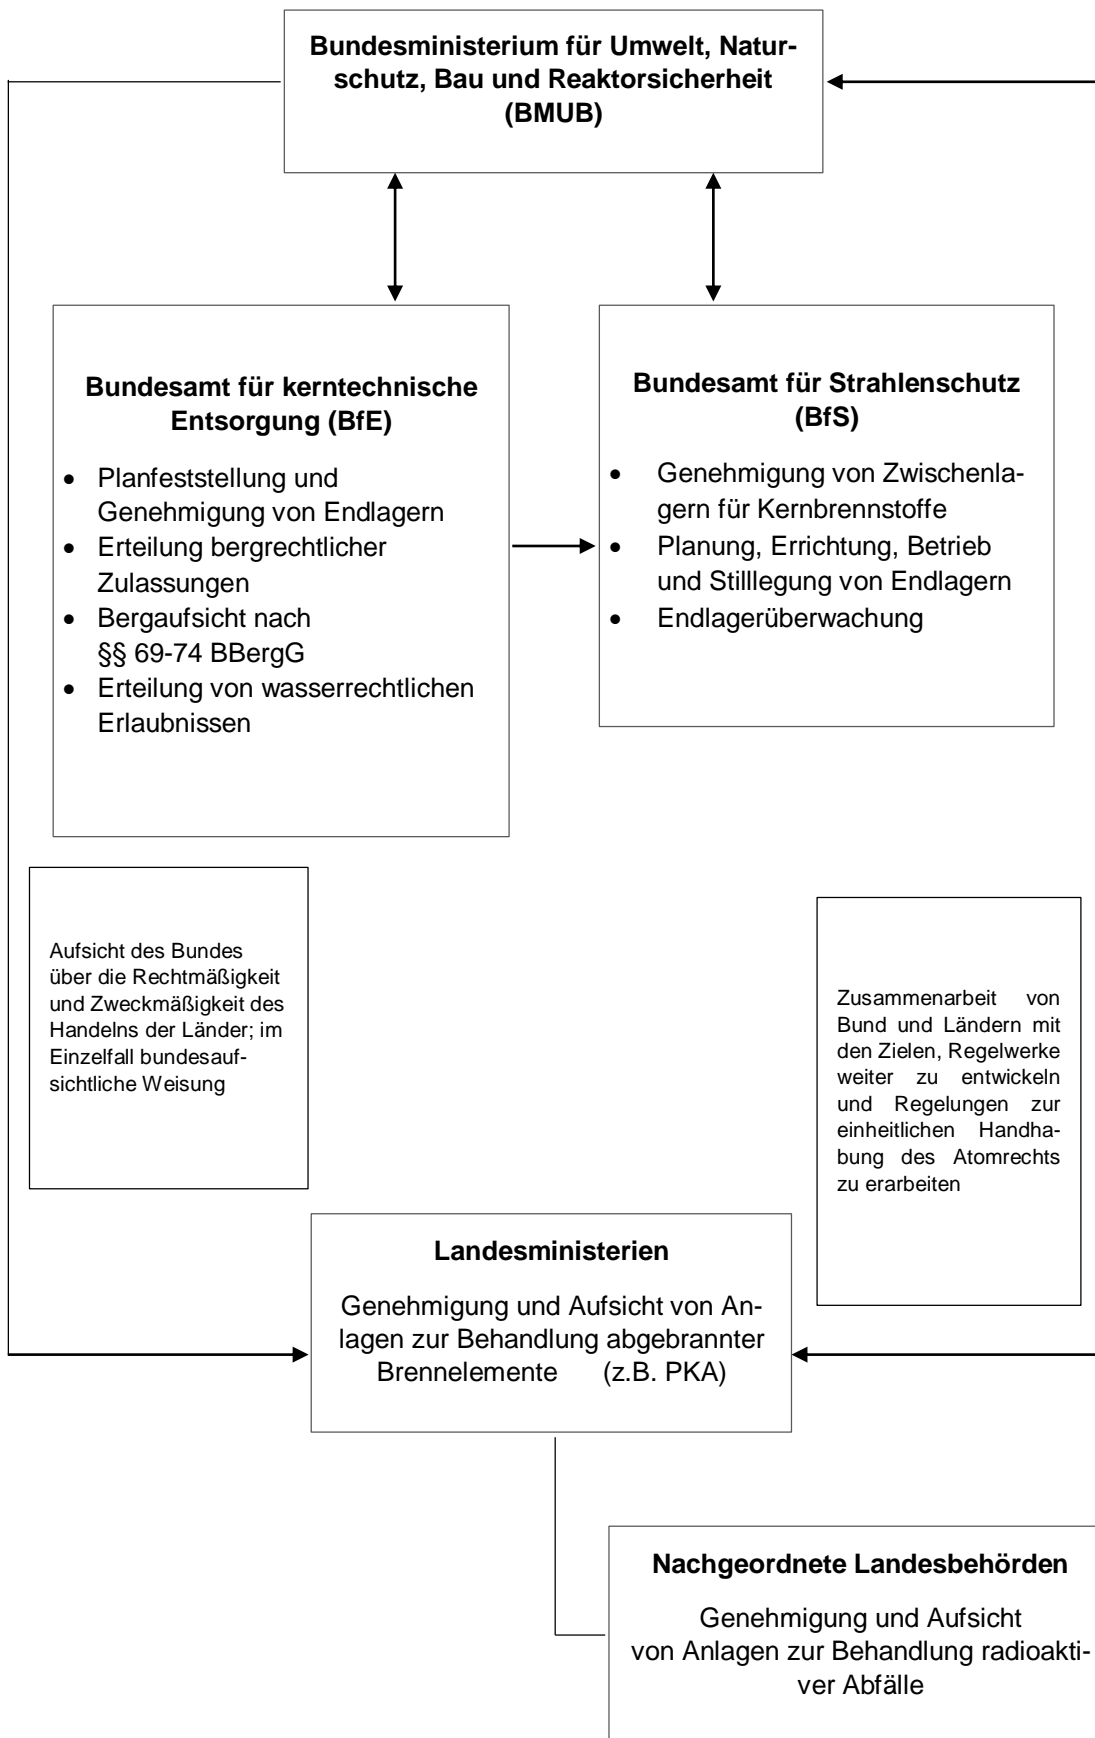 Bundesministerium für Umwelt, Natur-
schutz, Bau und Reaktorsicherheit
(BMUB)
Bundesamt für kerntechnische
Entsorgung (BfE)
• Planfeststellung und
Genehmigung von Endlagern
• Erteilung bergrechtlicher
Zulassungen
• Bergaufsicht nach
§§ 69-74 BBergG
• Erteilung von wasserrechtlichen
Erlaubnissen
Bundesamt für Strahlenschutz
(BfS)
• Genehmigung von Zwischenla-
gern für Kernbrennstoffe
• Planung, Errichtung, Betrieb
und Stilllegung von Endlagern
• Endlagerüberwachung
Aufsicht des Bundes
über die Rechtmäßigkeit
und Zweckmäßigkeit des
Handelns der Länder; im
Einzelfall bundesauf-
sichtliche Weisung
Zusammenarbeit von
Bund und Ländern mit
den Zielen, Regelwerke
weiter zu entwickeln
und Regelungen zur
einheitlichen Handha-
bung des Atomrechts
zu erarbeiten
Landesministerien
Genehmigung und Aufsicht von An-
lagen zur Behandlung abgebrannter
Brennelemente (z.B. PKA)
Nachgeordnete Landesbehörden
Genehmigung und Aufsicht
von Anlagen zur Behandlung radioakti-
ver Abfälle